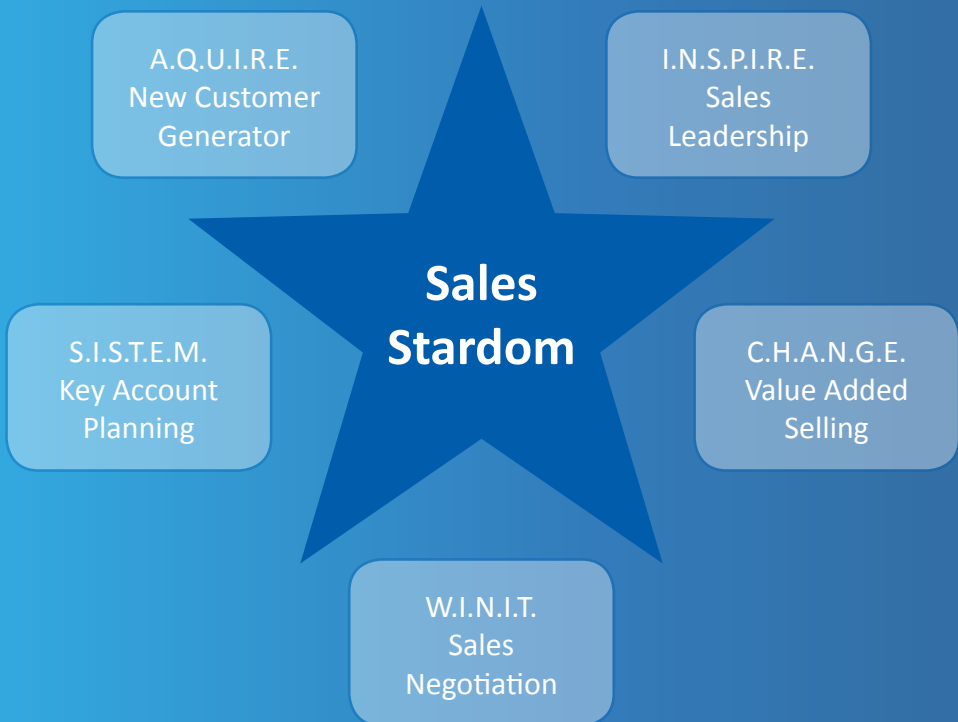 A.Q.U.I.R.E.
New Customer
Generator
I.N.S.P.I.R.E.
Sales
Leadership
Sales
Stardom
S.I.S.T.E.M.
Key Account
Planning
C.H.A.N.G.E.
Value Added
Selling
W.I.N.I.T.
Sales
Negotiation